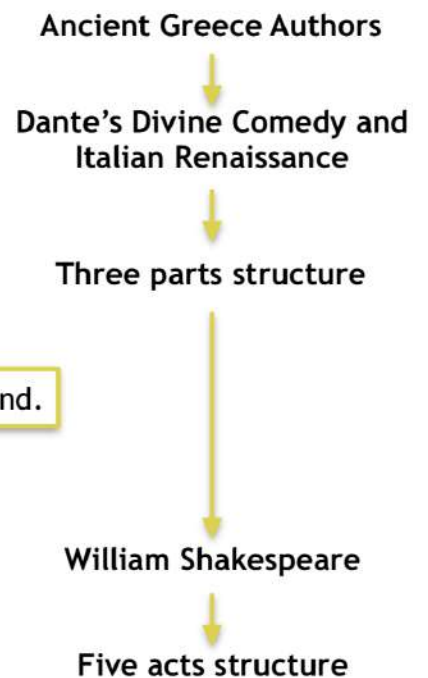 Ancient Greece Authors
Dante's Divine Comedy and
Italian Renaissance
Three parts structure
nd.
William Shakespeare
Five acts structure